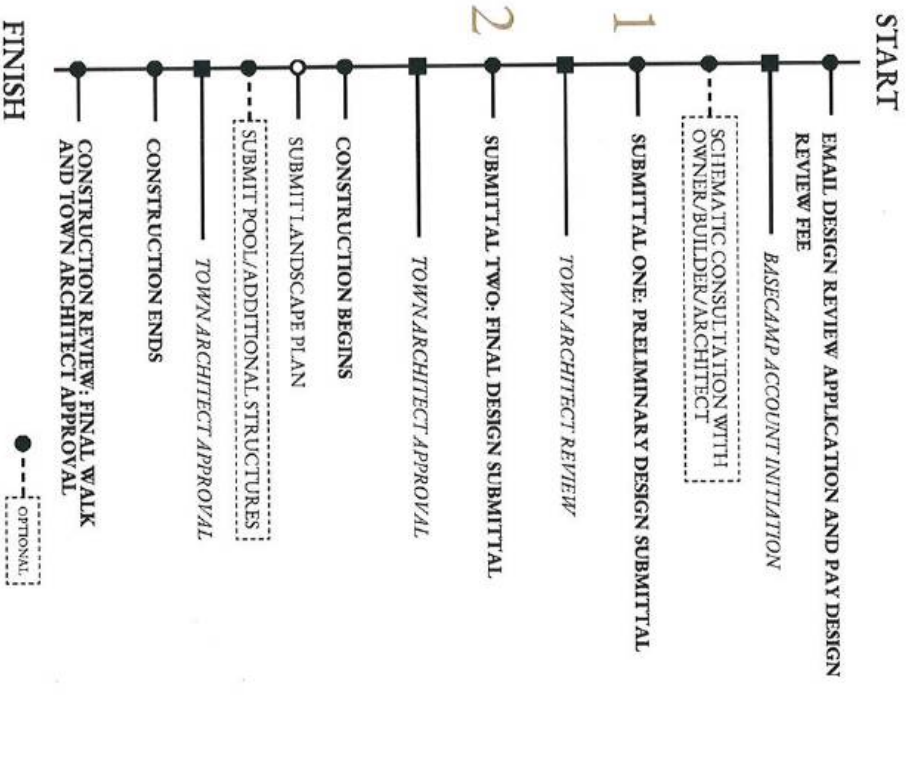 START
EMAIL DESIGN REVIEW APPLICATION AND PAY DESIGN
REVIEW FEE
BASECAMP ACCOUNT INITIATION
SCHEMATIC CONSULTATION WITH
OWNER/BUILDER/ARCHITECT
1
SUBMITTAL ONE: PRELIMINARY DESIGN SUBMITTAL
TOWN ARCHITECT REVIEW
2
SUBMITTAL TWO: FINAL DESIGN SUBMITTAL
TOWN ARCHITECT APPROVAL
CONSTRUCTION BEGINS
SUBMIT LANDSCAPE PLAN
SUBMIT POOL/ADDITIONAL STRUCTURES
TOWN ARCHITECT APPROVAL
CONSTRUCTION ENDS
CONSTRUCTION REVIEW: FINAL WALK
AND TOWN ARCHITECT APPROVAL
FINISH
OPTIONAL